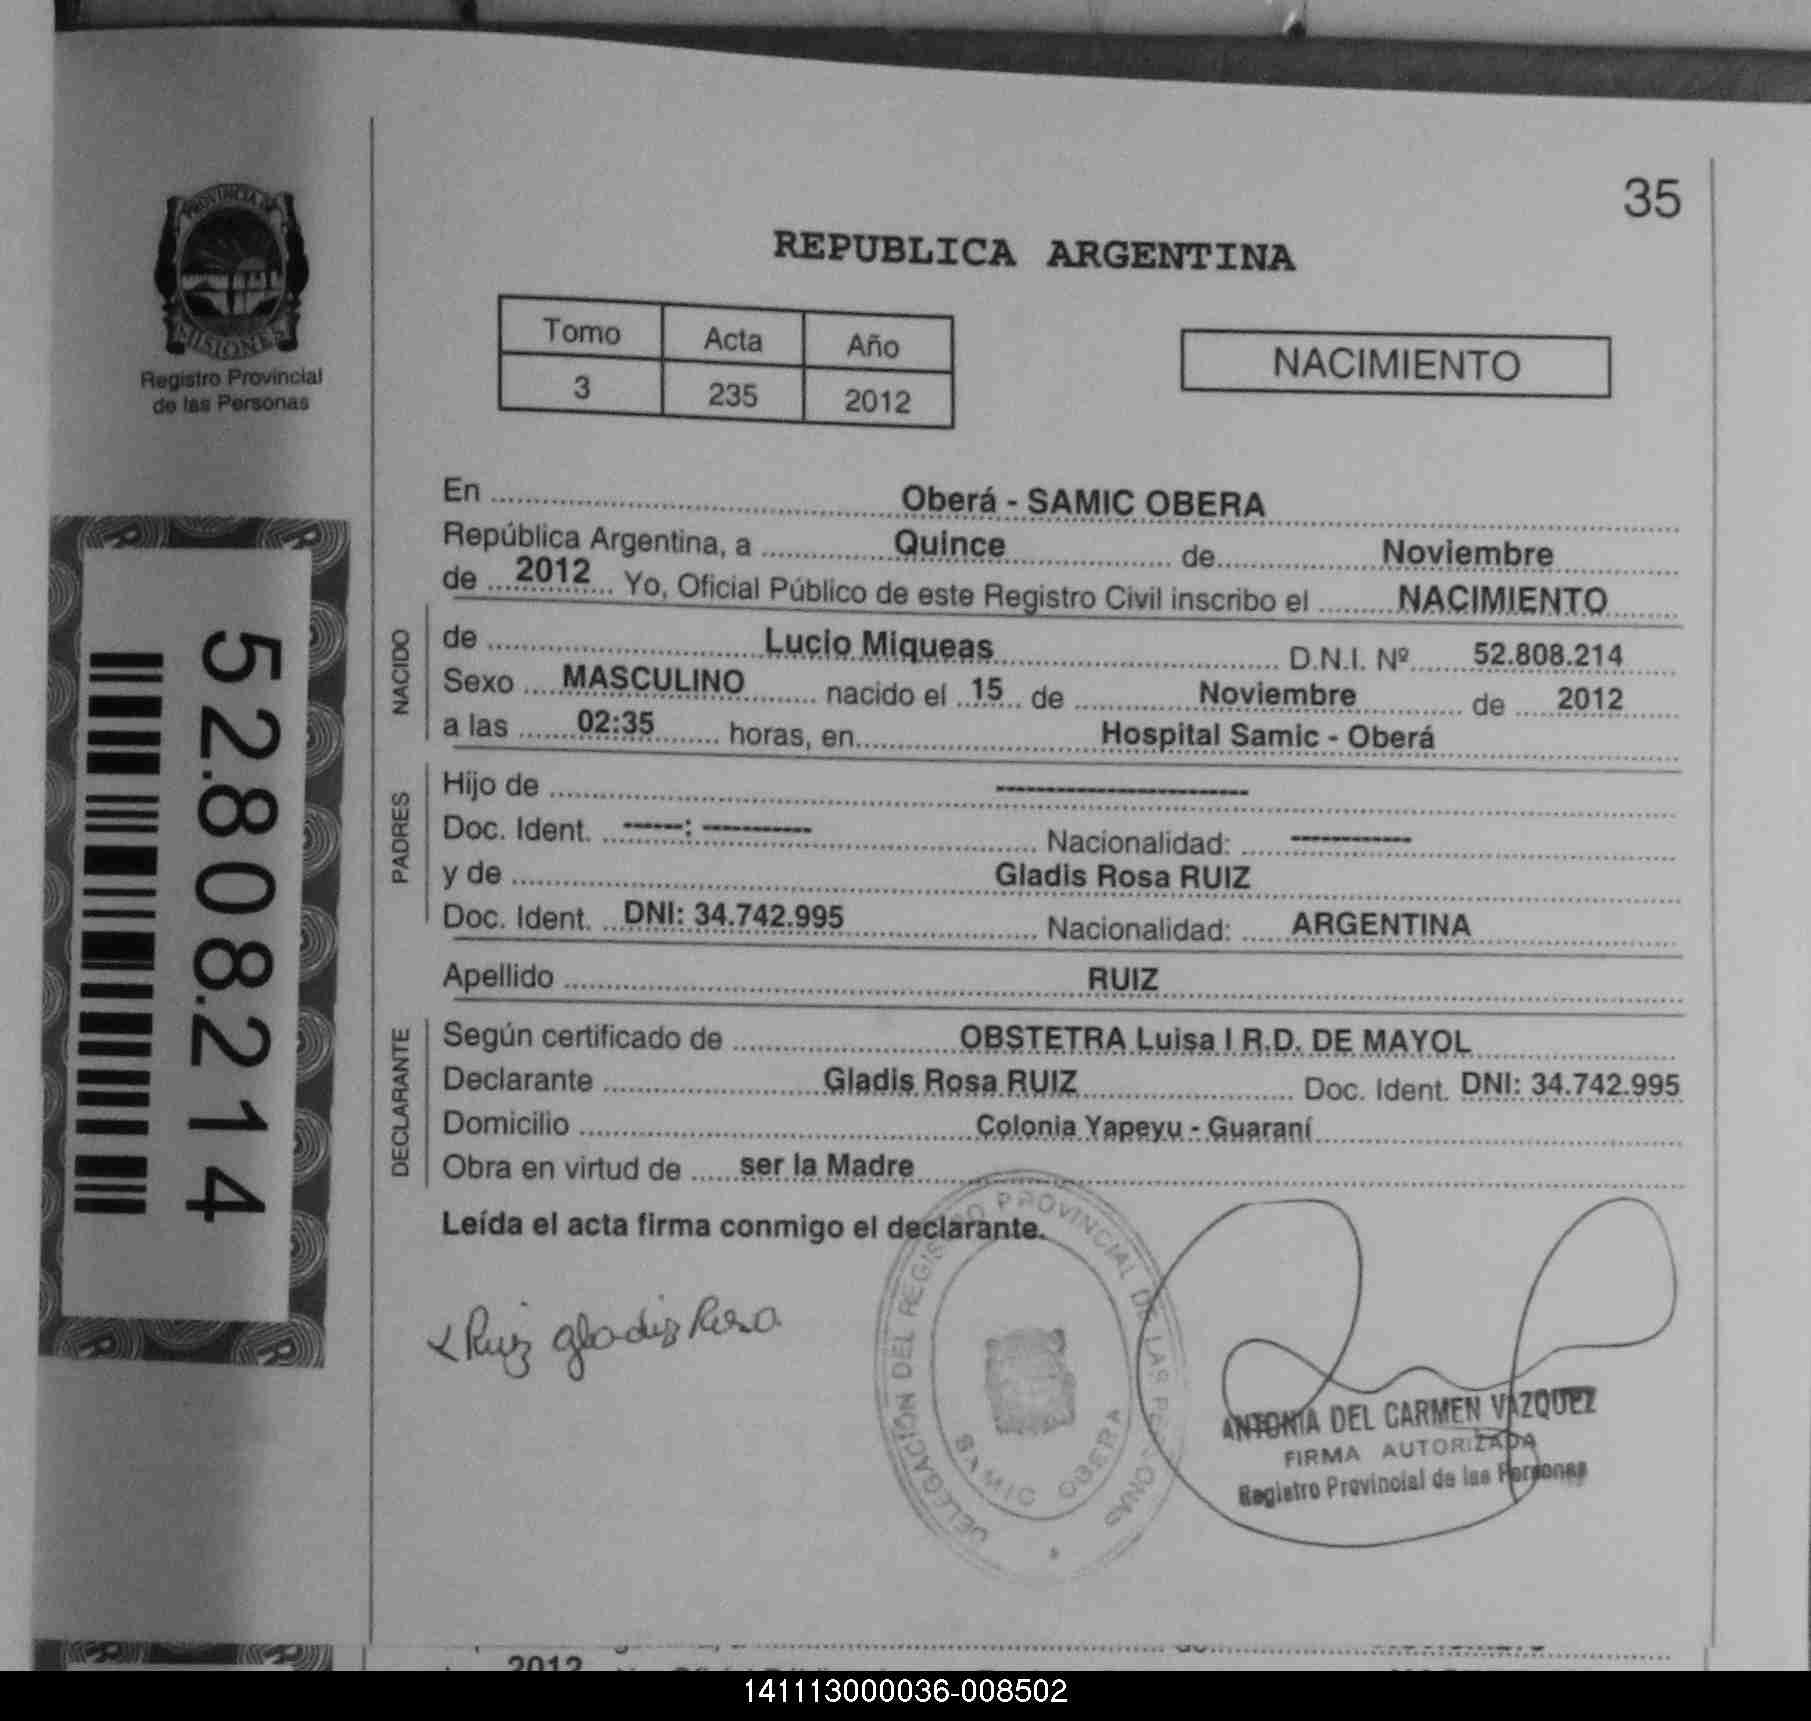 35
PROVINCIA DE
MISIONES
Registro Provincial
de las Personas
REPUBLICA ARGENTINA
Tomo Acta Año
3 235 2012
NACIMIENTO
52.808.214
En Oberá - SAMIC OBERA
República Argentina, a Quince de Noviembre
de 2012 Yo, Oficial Público de este Registro Civil inscribo el NACIMIENTO
NACIDO
de Lucio Miqueas D.N.I. Nº 52.808.214
Sexo MASCULINO nacido el 15 de Noviembre de 2012
a las 02:35 horas, en Hospital Samic - Oberá
PADRES
Hijo de ----------------------
Doc. Ident. ------: ----------- Nacionalidad: ------------
y de Gladis Rosa RUIZ
Doc. Ident. DNI: 34.742.995 Nacionalidad: ARGENTINA
Apellido RUIZ
DECLARANTE
Según certificado de OBSTETRA Luisa I R.D. DE MAYOL
Declarante Gladis Rosa RUIZ Doc. Ident. DNI: 34.742.995
Domicilio Colonia Yapeyu - Guaraní
Obra en virtud de ser la Madre
Leída el acta firma conmigo el declarante.
Ruiz gladiz Rosa
DELEGACIÓN DEL REGISTRO PROVINCIAL DE LAS PERSONAS
SAMIC OBERA
ANTONIA DEL CARMEN VAZQUEZ
FIRMA AUTORIZADA
Registro Provincial de las Personas
2012
141113000036-008502